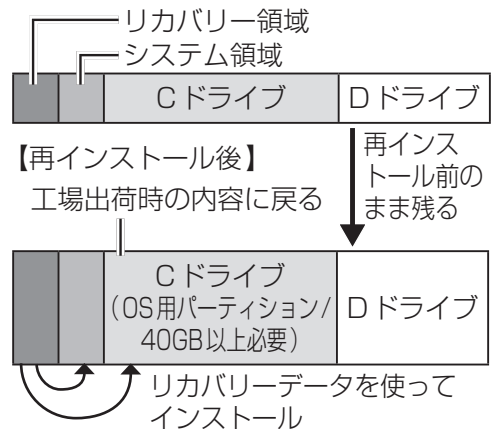 リカバリー領域
システム領域
Cドライブ
Dドライブ
【再インストール後】
工場出荷時の内容に戻る
再インス
トール前の
まま残る
Cドライブ
(OS用パーティション/
40GB以上必要)
Dドライブ
リカバリーデータを使って
インストール